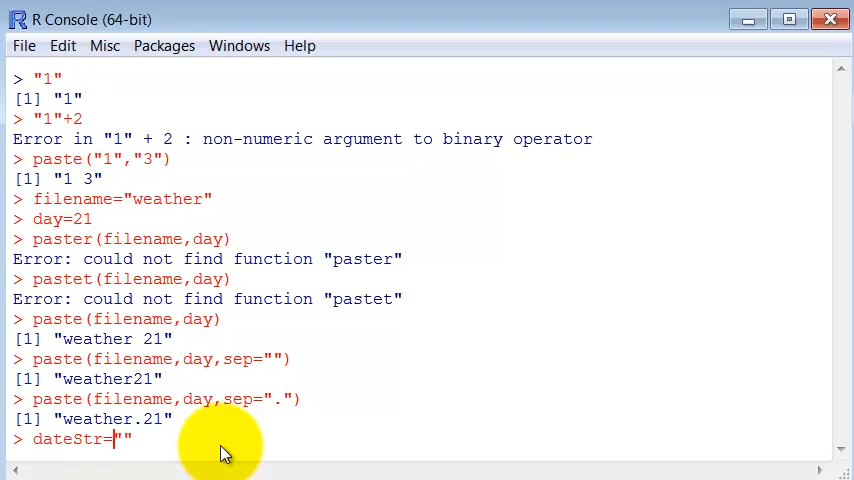 R Console (64-bit)
File Edit Misc Packages Windows Help
> "1"
[1] "1"
> "1"+2
Error in "1" + 2 : non-numeric argument to binary operator
> paste("1","3")
[1] "1 3"
> filename="weather"
> day=21
> paster(filename,day)
Error: could not find function "paster"
> pastet(filename,day)
Error: could not find function "pastet"
> paste(filename,day)
[1] "weather 21"
> paste(filename,day,sep="")
[1] "weather21"
> paste(filename,day,sep=".")
[1] "weather.21"
> dateStr=""